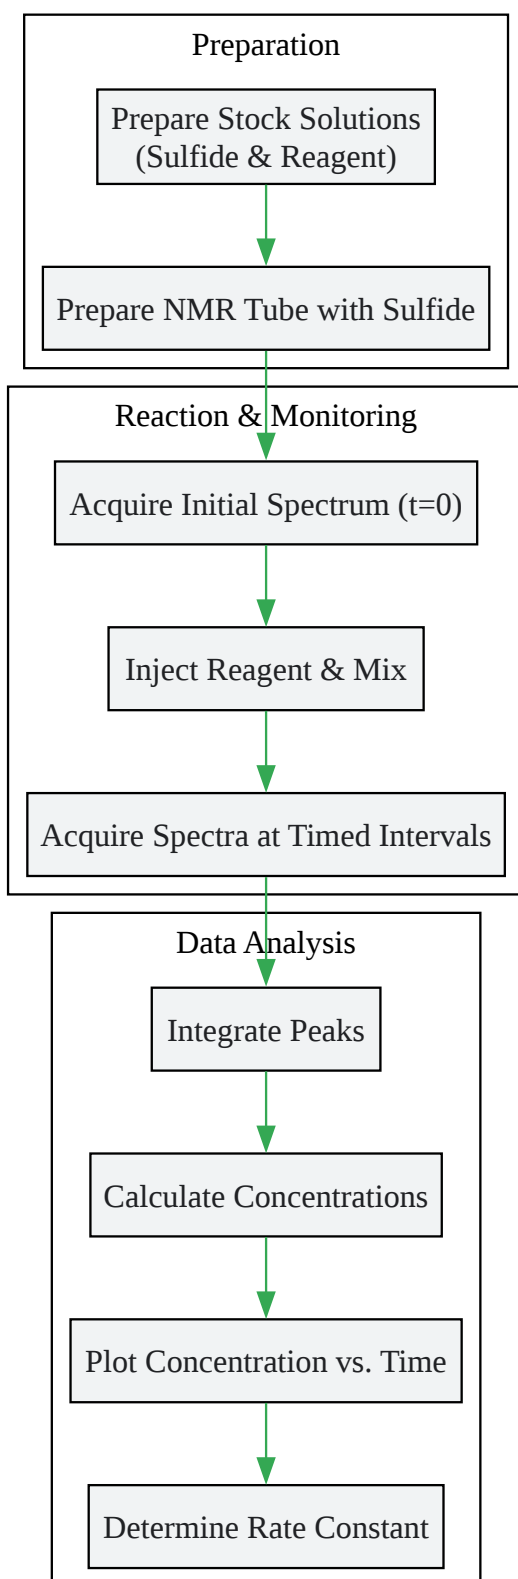 Preparation
Prepare Stock Solutions
(Sulfide & Reagent)
Prepare NMR Tube with Sulfide
Reaction & Monitoring
Acquire Initial Spectrum (t=0)
Inject Reagent & Mix
Acquire Spectra at Timed Intervals
Data Analysis
Integrate Peaks
Calculate Concentrations
Plot Concentration vs. Time
Determine Rate Constant